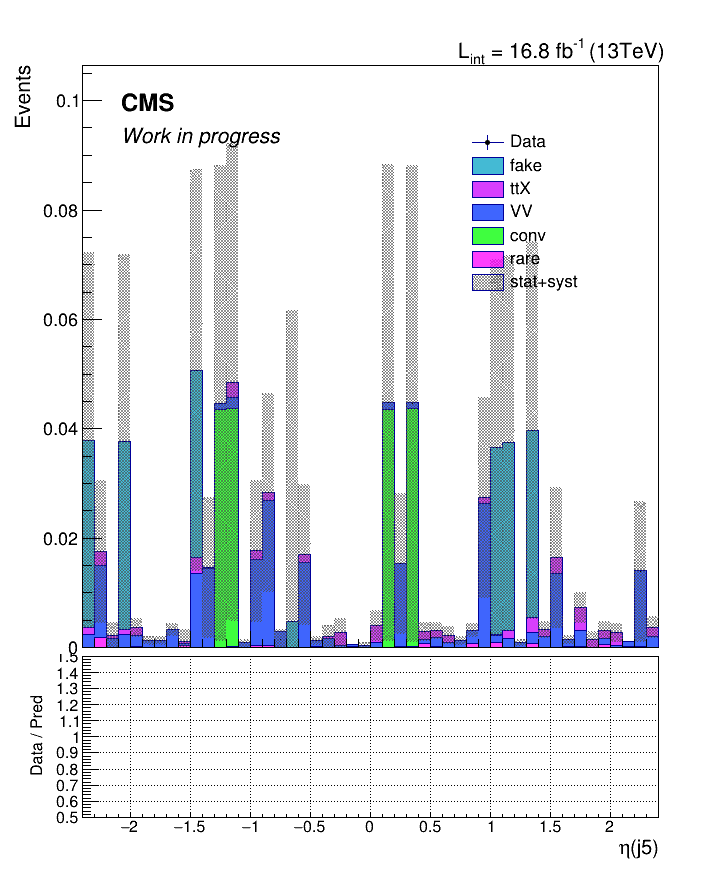 L_int = 16.8 fb^-1 (13TeV)
Events
CMS
Work in progress
Data
fake
ttX
VV
conv
rare
stat+syst
0.1
0.08
0.06
0.04
0.02
0
Data / Pred
1.5
1.4
1.3
1.2
1.1
1
0.9
0.8
0.7
0.6
0.5
−2 −1.5 −1 −0.5 0 0.5 1 1.5 2
η(j5)